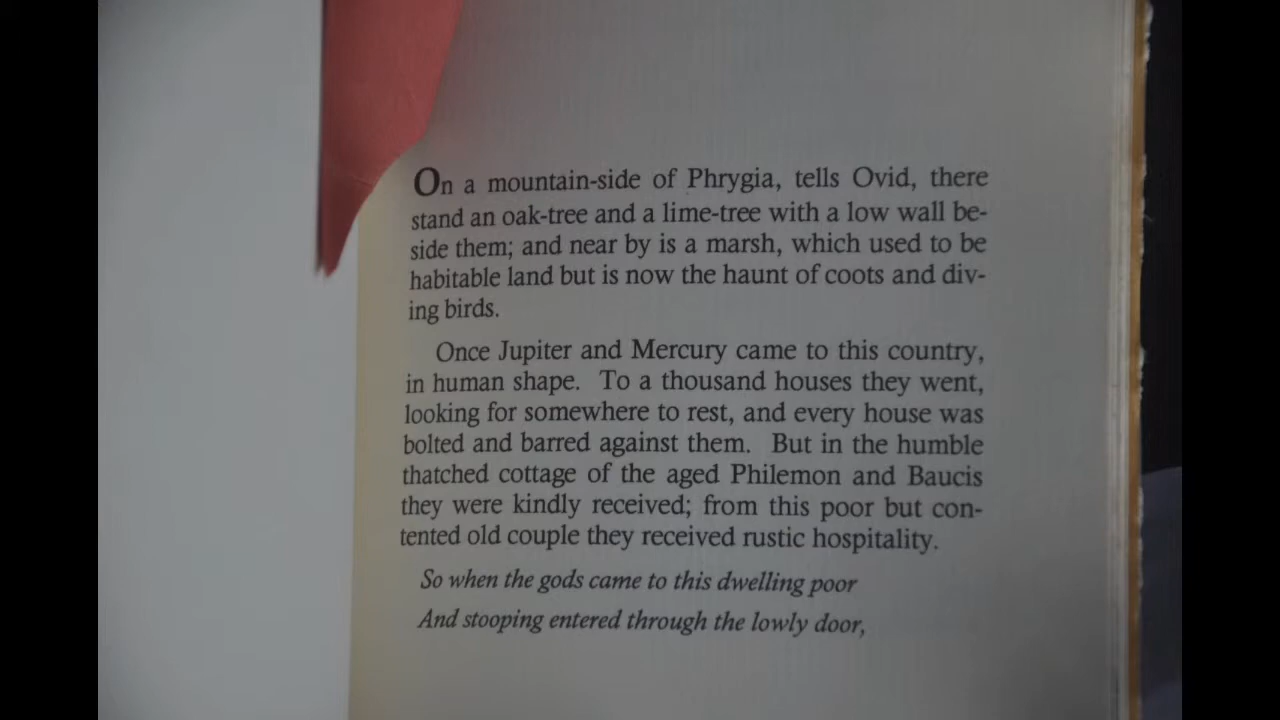 On a mountain-side of Phrygia, tells Ovid, there
stand an oak-tree and a lime-tree with a low wall be-
side them; and near by is a marsh, which used to be
habitable land but is now the haunt of coots and div-
ing birds.
Once Jupiter and Mercury came to this country,
in human shape. To a thousand houses they went,
looking for somewhere to rest, and every house was
bolted and barred against them. But in the humble
thatched cottage of the aged Philemon and Baucis
they were kindly received; from this poor but con-
tented old couple they received rustic hospitality.
So when the gods came to this dwelling poor
And stooping entered through the lowly door,